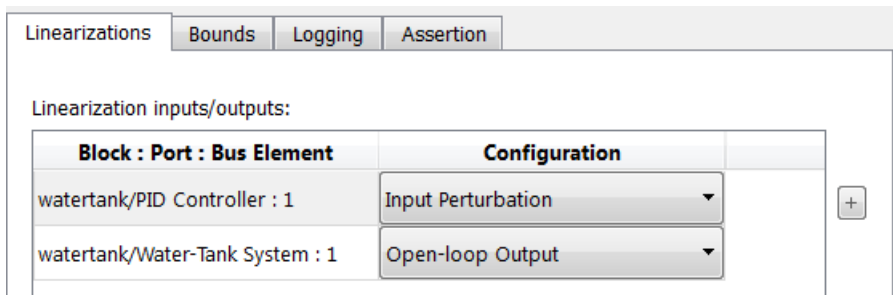 Linearizations Bounds Logging Assertion
Linearization inputs/outputs:
Block : Port : Bus Element Configuration
watertank/PID Controller : 1 Input Perturbation +
watertank/Water-Tank System : 1 Open-loop Output